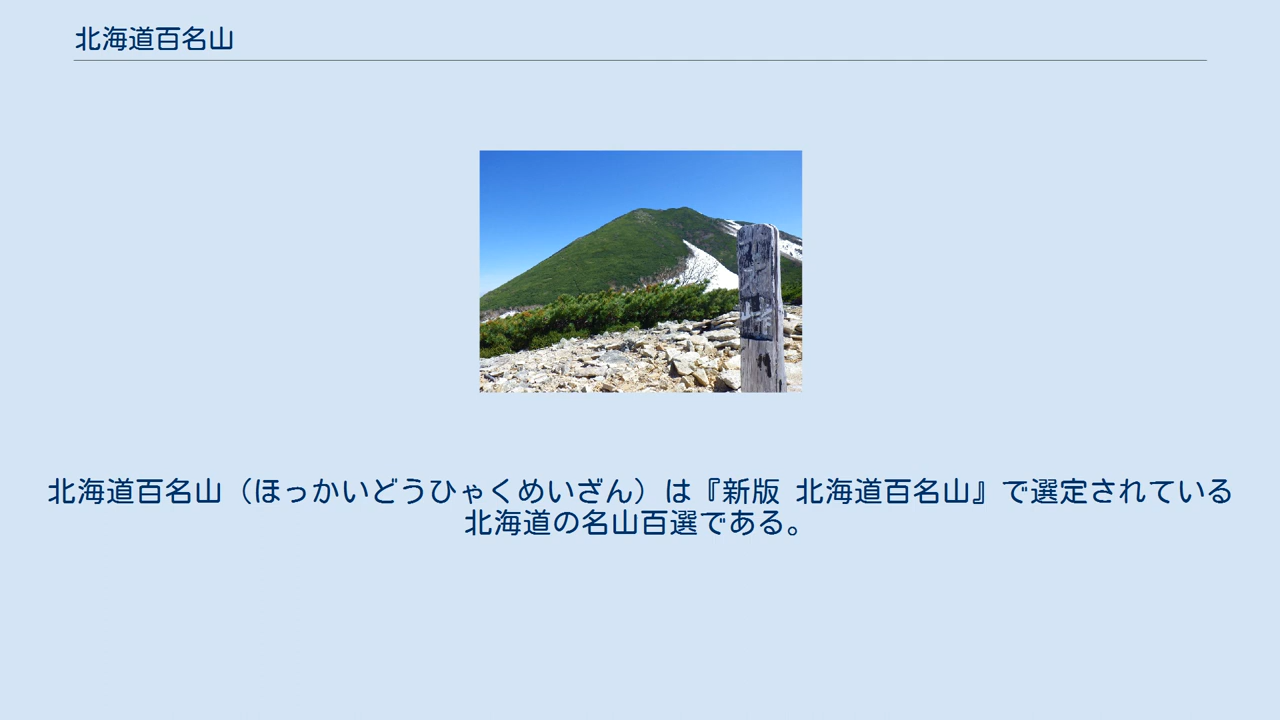 北海道百名山
北海道百名山（ほっかいどうひゃくめいざん）は『新版 北海道百名山』で選定されている
北海道の名山百選である。